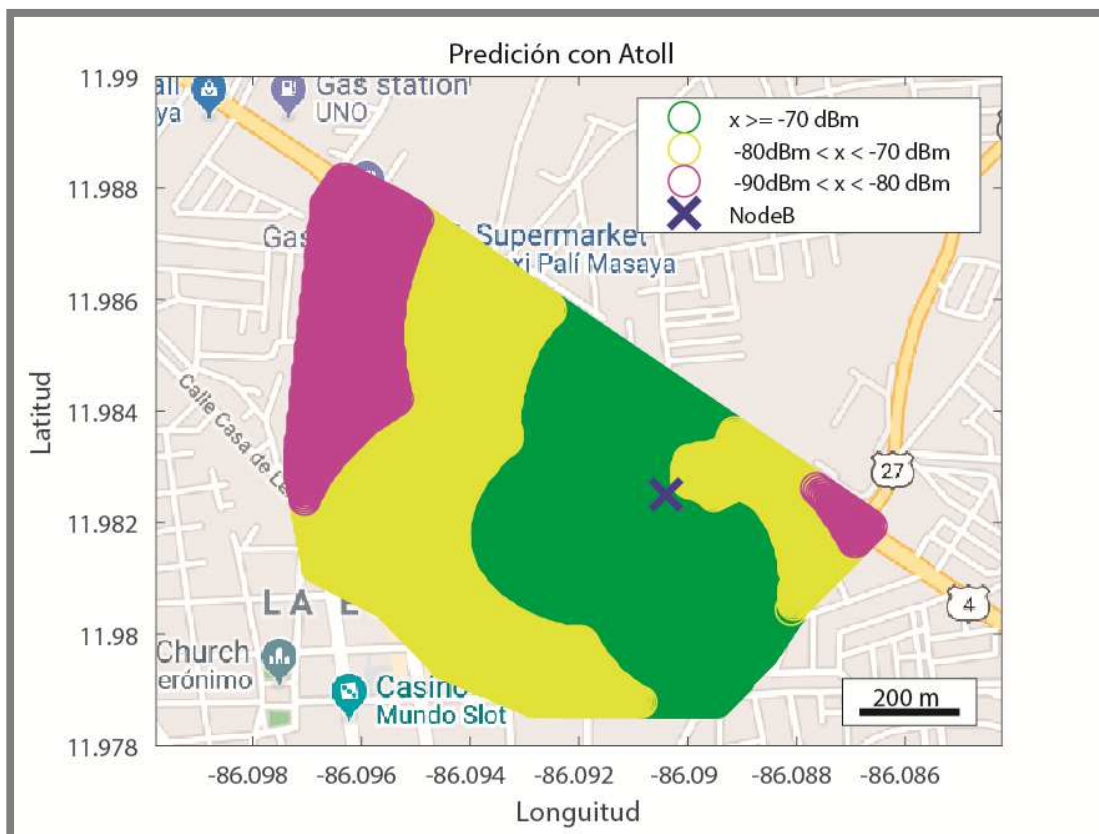 Predición con Atoll
11.99
11.988
11.986
11.984
11.982
11.98
11.978
Latitud
-86.098
-86.096
-86.094
-86.092
-86.09
-86.088
-86.086
Longuitud
x >= -70 dBm
-80dBm < x < -70 dBm
-90dBm < x < -80 dBm
NodeB
Gas station
UNO
Supermarket
Palí Masaya
Calle Casa de
27
4
LA
Church
Casino
Mundo Slot
200 m